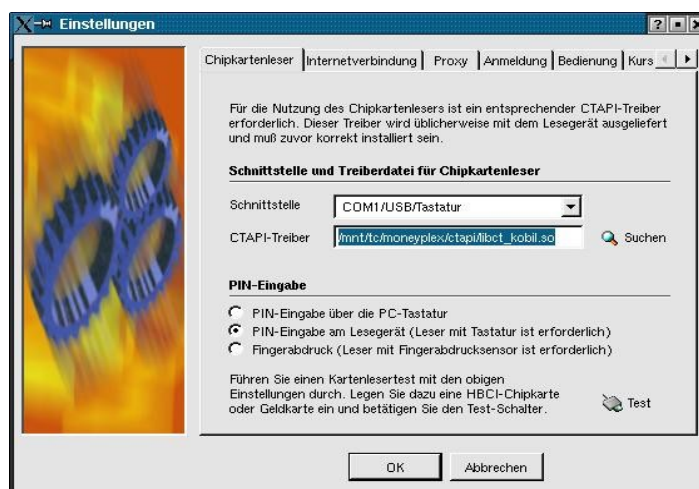 Einstellungen
Chipkartenleser Internetverbindung Proxy Anmeldung Bedienung Kurs
Für die Nutzung des Chipkartenlesers ist ein entsprechender CTAPI-Treiber
erforderlich. Dieser Treiber wird üblicherweise mit dem Lesegerät ausgeliefert
und muß zuvor korrekt installiert sein.
Schnittstelle und Treiberdatei für Chipkartenleser
Schnittstelle COM1/USB/Tastatur
CTAPI-Treiber /mnt/tc/moneyplex/ctapi/libct_kobil.so Suchen
PIN-Eingabe
PIN-Eingabe über die PC-Tastatur
PIN-Eingabe am Lesegerät (Leser mit Tastatur ist erforderlich)
Fingerabdruck (Leser mit Fingerabdrucksensor ist erforderlich)
Führen Sie einen Kartenlesertest mit den obigen
Einstellungen durch. Legen Sie dazu eine HBCI-Chipkarte
oder Geldkarte ein und betätigen Sie den Test-Schalter. Test
OK Abbrechen